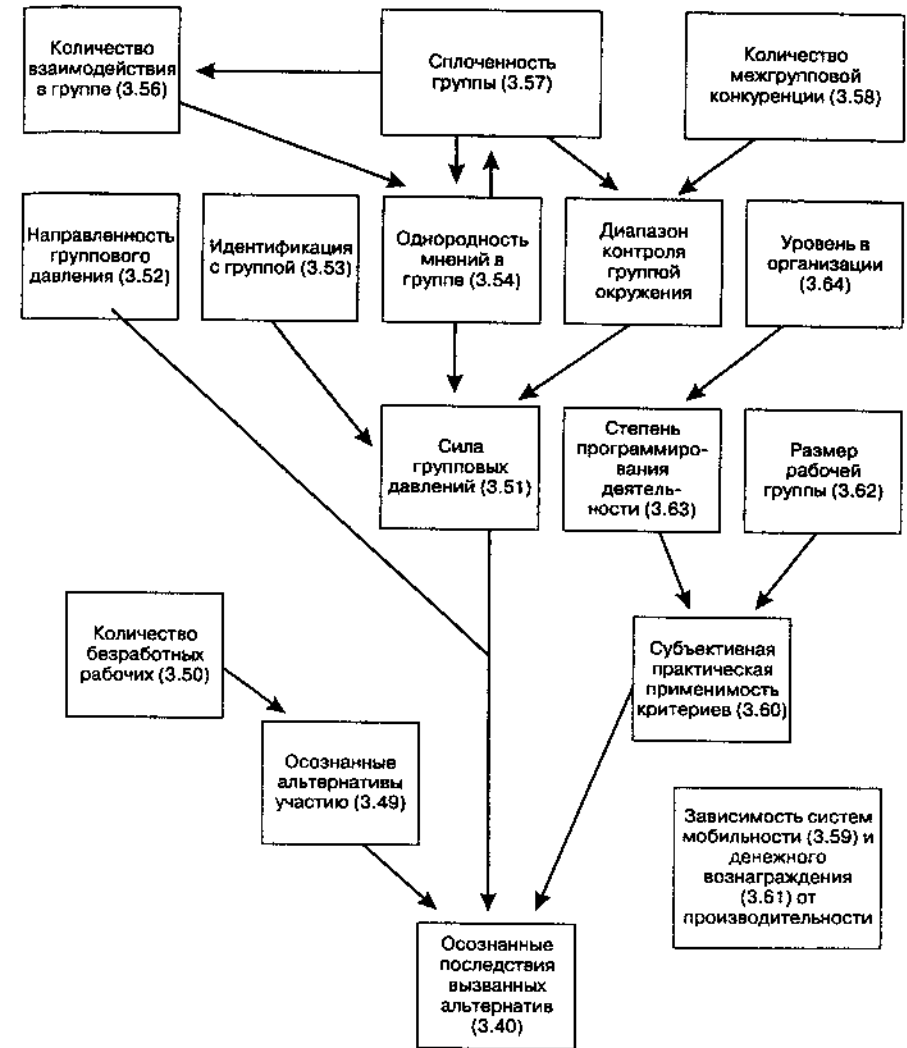 Количество
взаимодействия
в группе (3.56)
Сплоченность
группы (3.57)
Количество
межгрупповой
конкуренции (3.58)
Направленность
группового
давления (3.52)
Идентификация
с группой (3.53)
Однородность
мнений в
группе (3.54)
Диапазон
контроля
группой
окружения
Уровень в
организации
(3.64)
Сила
групповых
давлений (3.51)
Степень
программиро-
вания
деятель-
ности (3.63)
Размер
рабочей
группы (3.62)
Количество
безработных
рабочих (3.50)
Субъективная
практическая
применимость
критериев (3.60)
Осознанные
альтернативы
участию (3.49)
Зависимость систем
мобильности (3.59) и
денежного
вознаграждения
(3.61) от
производительности
Осознанные
последствия
вызванных
альтернатив
(3.40)